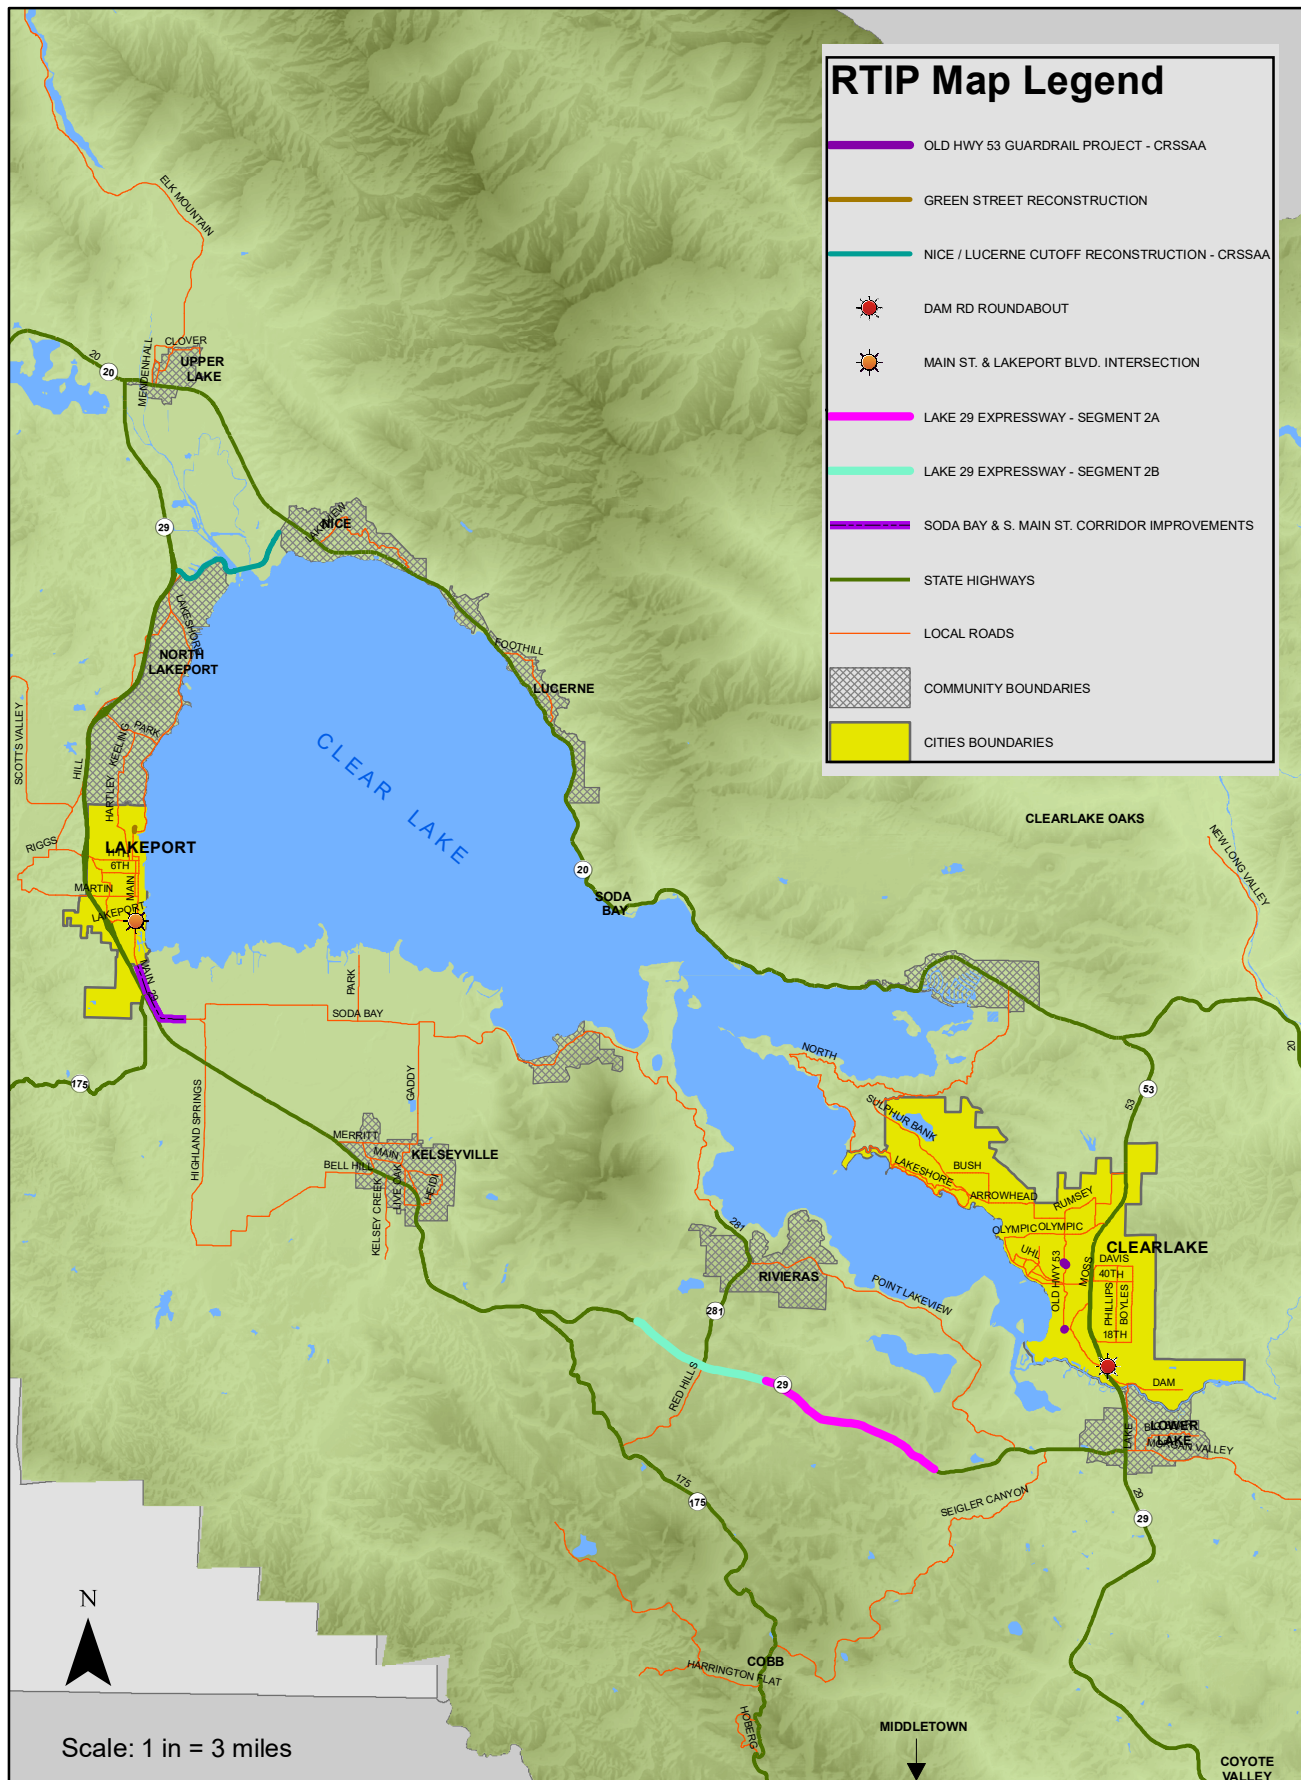 RTIP Map Legend
OLD HWY 53 GUARDRAIL PROJECT - CRSSAA
GREEN STREET RECONSTRUCTION
NICE / LUCERNE CUTOFF RECONSTRUCTION - CRSSAA
DAM RD ROUNDABOUT
MAIN ST. & LAKEPORT BLVD. INTERSECTION
LAKE 29 EXPRESSWAY - SEGMENT 2A
LAKE 29 EXPRESSWAY - SEGMENT 2B
SODA BAY & S. MAIN ST. CORRIDOR IMPROVEMENTS
STATE HIGHWAYS
LOCAL ROADS
COMMUNITY BOUNDARIES
CITIES BOUNDARIES
ELK MOUNTAIN
CLOVER
MENDENHALL
UPPER
LAKE
20
20
29
LAKEVIEW
NICE
LAKESHORE
NORTH
LAKEPORT
FOOTHILL
LUCERNE
SCOTTS VALLEY
HILL
PARK
KEELING
HARTLEY
CLEAR LAKE
CLEARLAKE OAKS
NEW LONG VALLEY
RIGGS
LAKEPORT
11TH
6TH
MARTIN
MAIN
LAKEPORT
20
SODA
BAY
MAIN
29
PARK
SODA BAY
175
HIGHLAND SPRINGS
GADDY
NORTH
20
53
53
SULPHUR BANK
MERRITT
MAIN
KELSEYVILLE
BELL HILL
LIVE OAK
HEIDI
KELSEY CREEK
LAKESHORE
BUSH
ARROWHEAD
RUMSEY
OLYMPIC
OLYMPIC
UHL
CLEARLAKE
OLD HWY 53
MOSS
DAVIS
40TH
PHILLIPS
BOYLES
18TH
281
RIVIERAS
POINT LAKEVIEW
281
RED HILLS
29
DAM
LOWER
LAKE
LAKE
MORGAN VALLEY
175
175
SEIGLER CANYON
29
29
N
COBB
HARRINGTON FLAT
HOBERG
MIDDLETOWN
COYOTE
VALLEY
Scale: 1 in = 3 miles